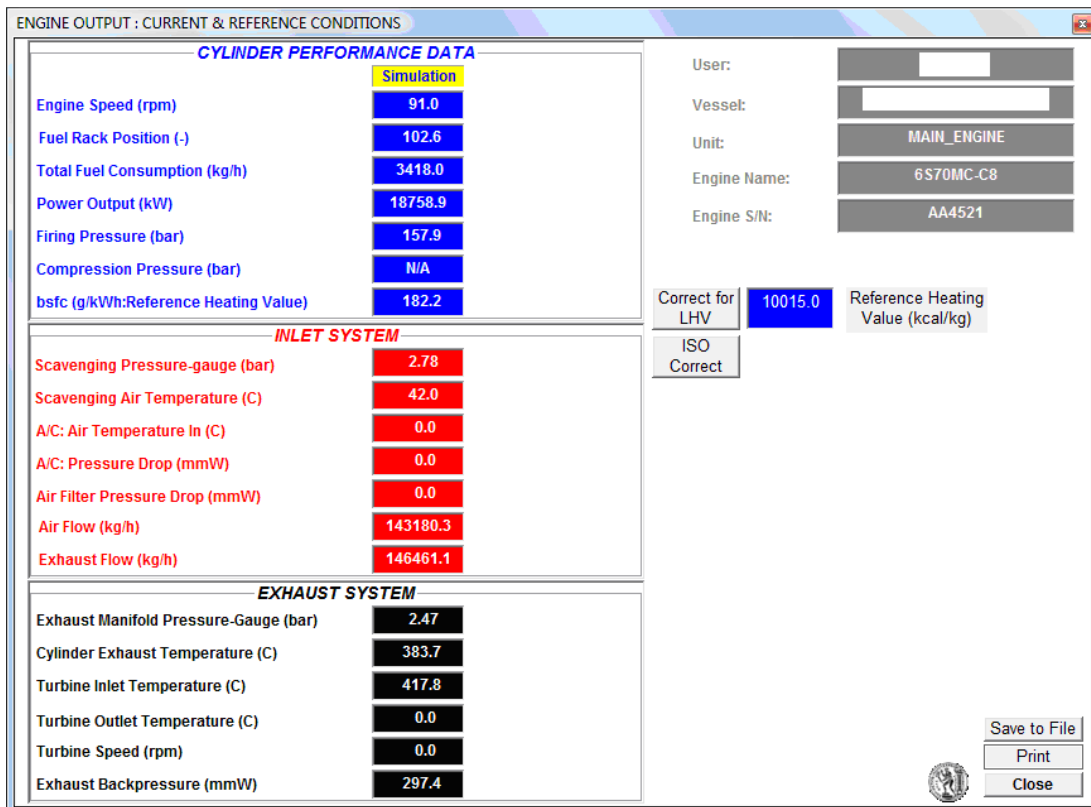 ENGINE OUTPUT : CURRENT & REFERENCE CONDITIONS
CYLINDER PERFORMANCE DATA
Simulation
Engine Speed (rpm) 91.0
Fuel Rack Position (-) 102.6
Total Fuel Consumption (kg/h) 3418.0
Power Output (kW) 18758.9
Firing Pressure (bar) 157.9
Compression Pressure (bar) N/A
bsfc (g/kWh:Reference Heating Value) 182.2
INLET SYSTEM
Scavenging Pressure-gauge (bar) 2.78
Scavenging Air Temperature (C) 42.0
A/C: Air Temperature In (C) 0.0
A/C: Pressure Drop (mmW) 0.0
Air Filter Pressure Drop (mmW) 0.0
Air Flow (kg/h) 143180.3
Exhaust Flow (kg/h) 146461.1
EXHAUST SYSTEM
Exhaust Manifold Pressure-Gauge (bar) 2.47
Cylinder Exhaust Temperature (C) 383.7
Turbine Inlet Temperature (C) 417.8
Turbine Outlet Temperature (C) 0.0
Turbine Speed (rpm) 0.0
Exhaust Backpressure (mmW) 297.4
User:
Vessel:
Unit: MAIN_ENGINE
Engine Name: 6S70MC-C8
Engine S/N: AA4521
Correct for
LHV
10015.0
Reference Heating
Value (kcal/kg)
ISO
Correct
Save to File
Print
Close